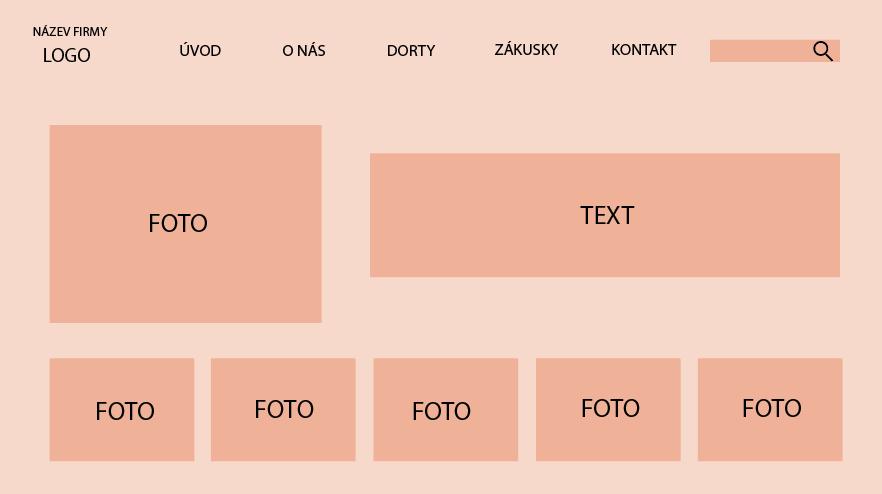 NÁZEV FIRMY
LOGO
ÚVOD
O NÁS
DORTY
ZÁKUSKY
KONTAKT
FOTO
TEXT
FOTO
FOTO
FOTO
FOTO
FOTO